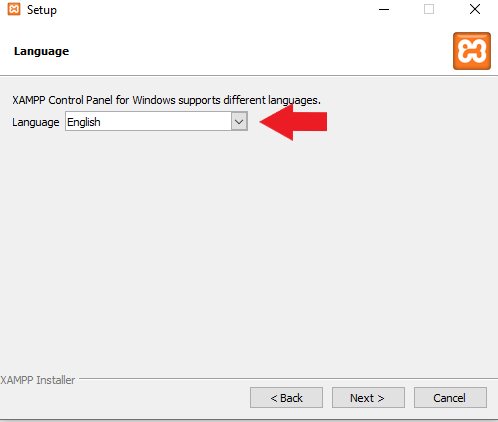 Setup
Language
XAMPP Control Panel for Windows supports different languages.
Language English
XAMPP Installer
< Back Next > Cancel